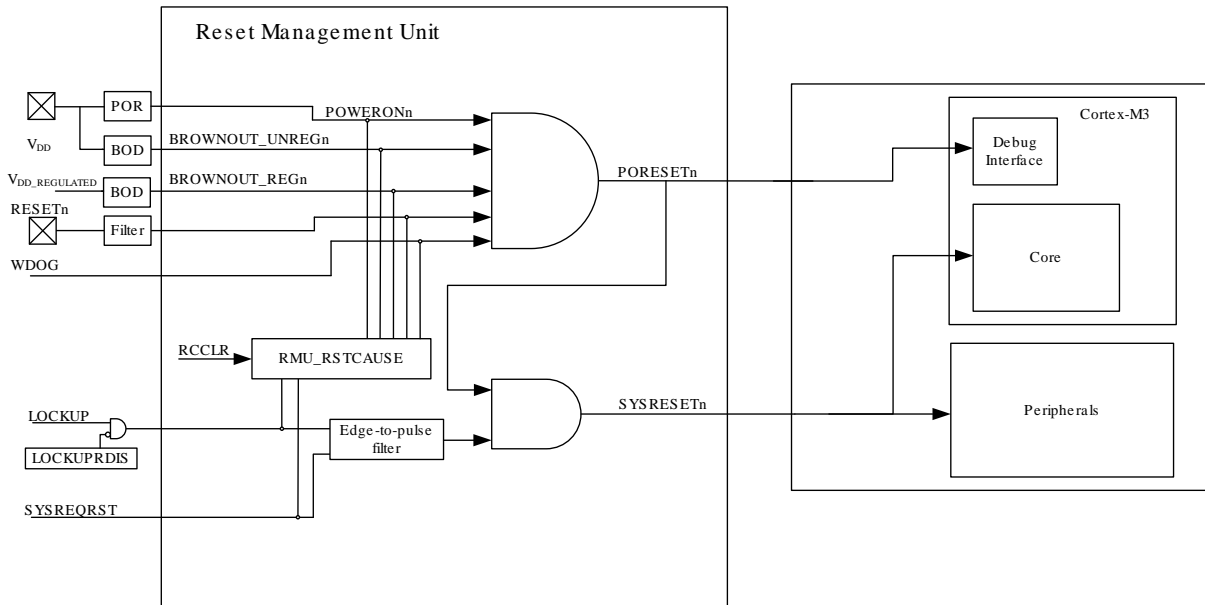 Reset Management Unit
POR
POWERONn
Cortex-M3
VDD
BOD
BROWNOUT_UNREGn
Debug
Interface
VDD_REGULATED
BOD
BROWNOUT_REGn
PORESETn
RESETn
Filter
WDOG
Core
RCCLR
RMU_RSTCAUSE
LOCKUP
SYSRESETn
Peripherals
Edge-to-pulse
filter
LOCKUPRDIS
SYSREQRST